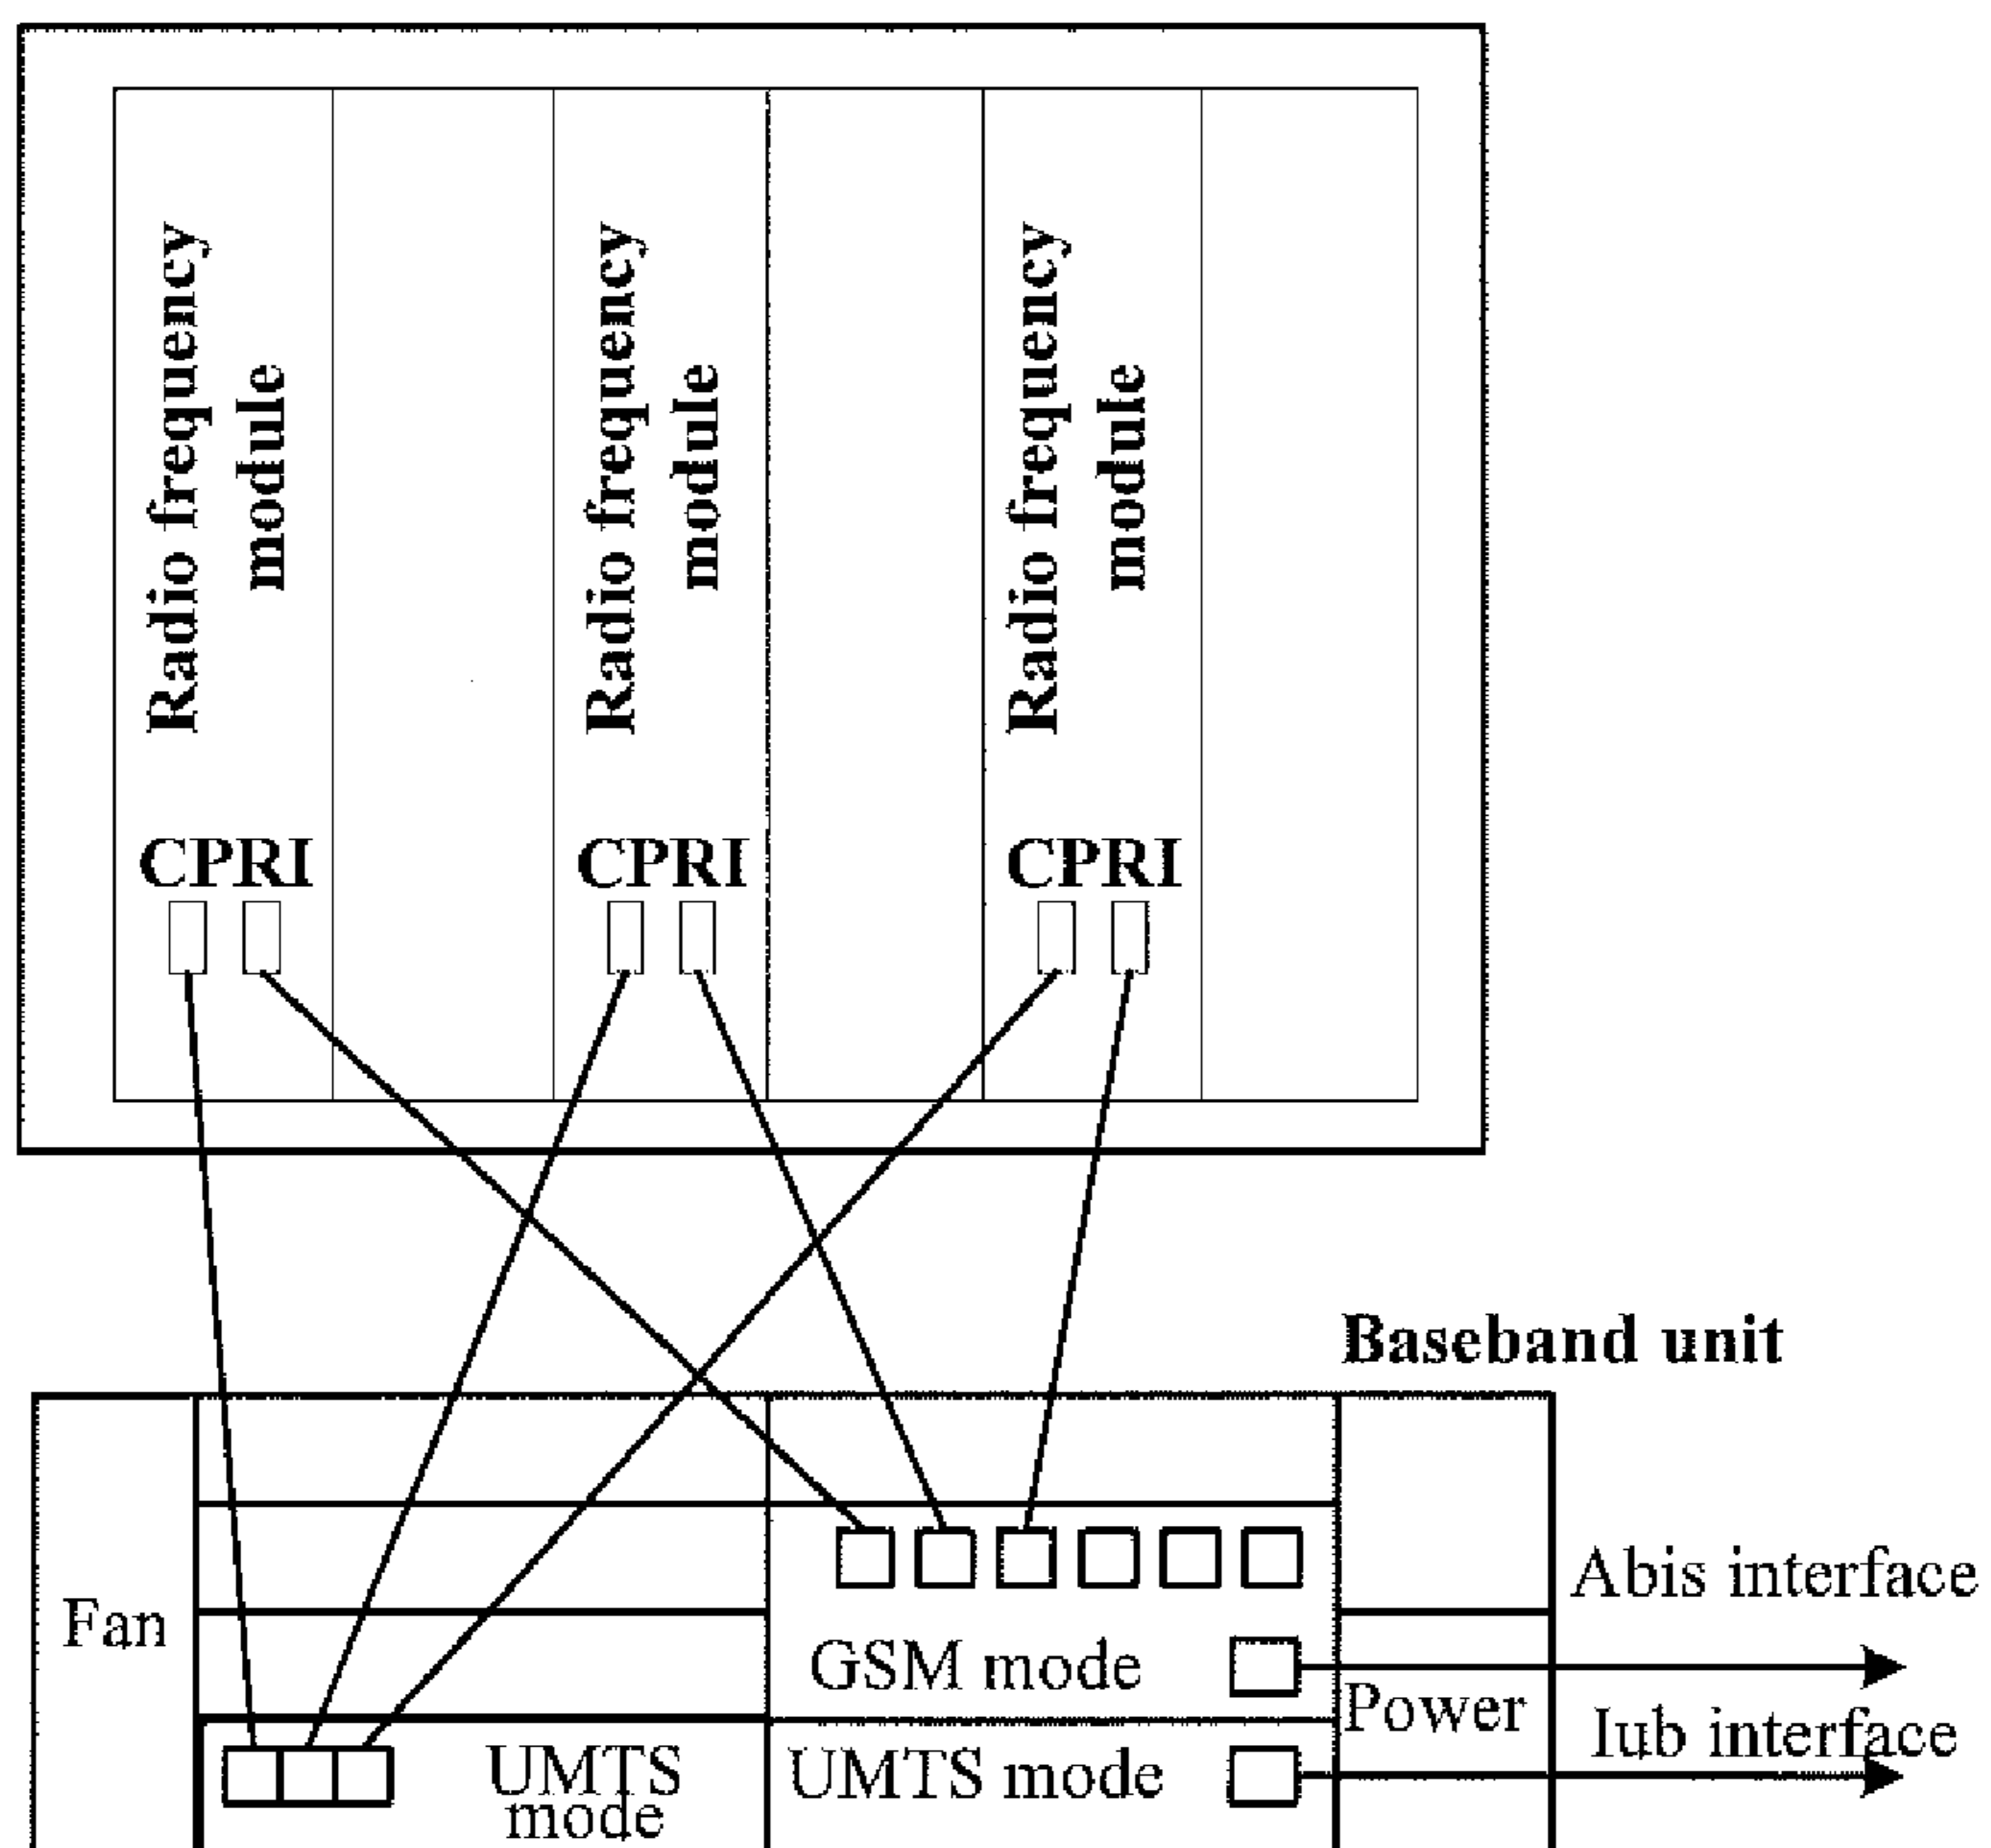 Radio frequency
module
Radio frequency
module
Radio frequency
module
CPRI
CPRI
CPRI
Baseband unit
Fan
Abis interface
GSM mode
Power
Iub interface
UMTS
mode
UMTS mode